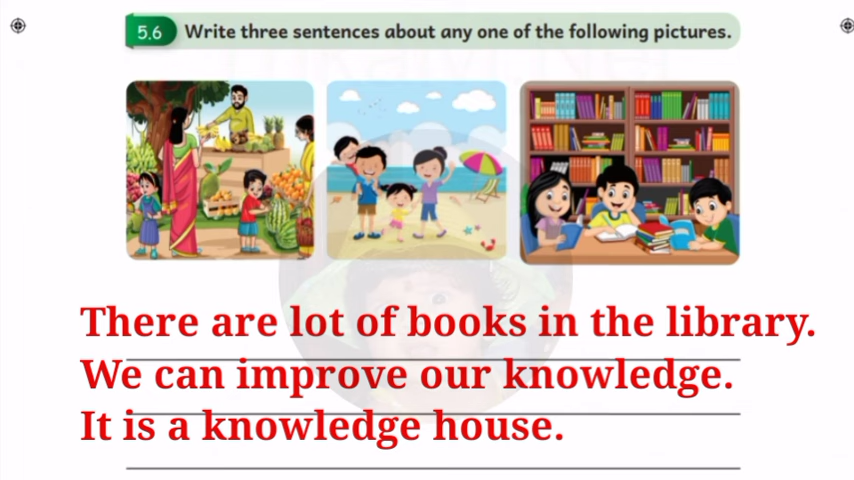 5.6 Write three sentences about any one of the following pictures.
There are lot of books in the library.
We can improve our knowledge.
It is a knowledge house.